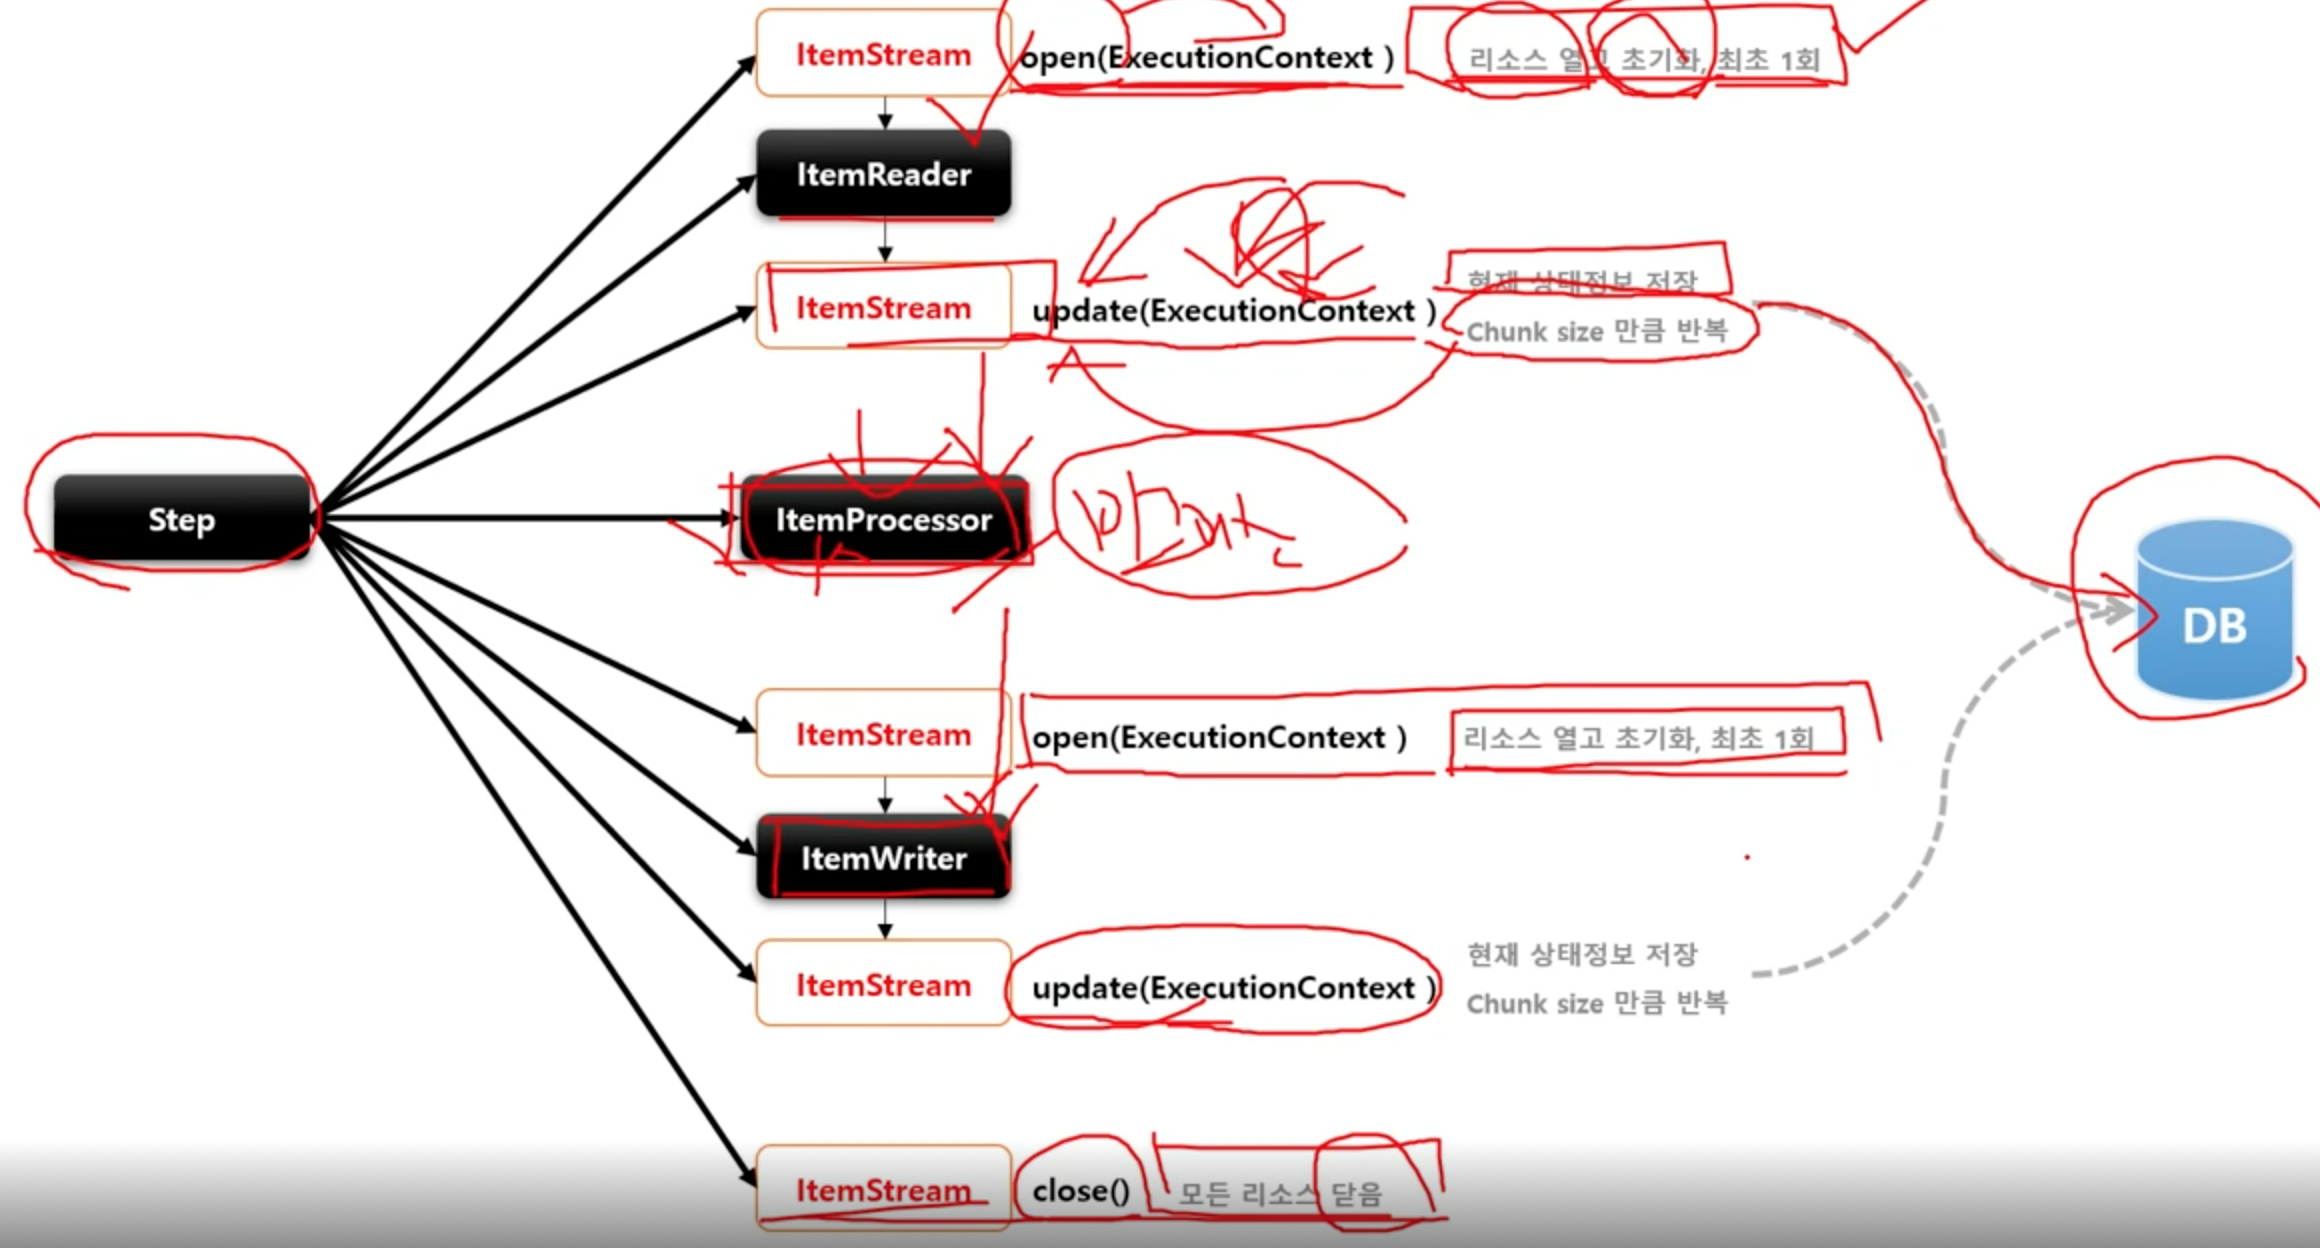 ItemStream open(ExecutionContext ) 리소스 열고 초기화, 최초 1회
ItemReader
현재 상태정보 저장
ItemStream update(ExecutionContext )
Chunk size 만큼 반복
Step
ItemProcessor
DB
ItemStream open(ExecutionContext ) 리소스 열고 초기화, 최초 1회
ItemWriter
현재 상태정보 저장
ItemStream update(ExecutionContext )
Chunk size 만큼 반복
ItemStream close() 모든 리소스 닫음